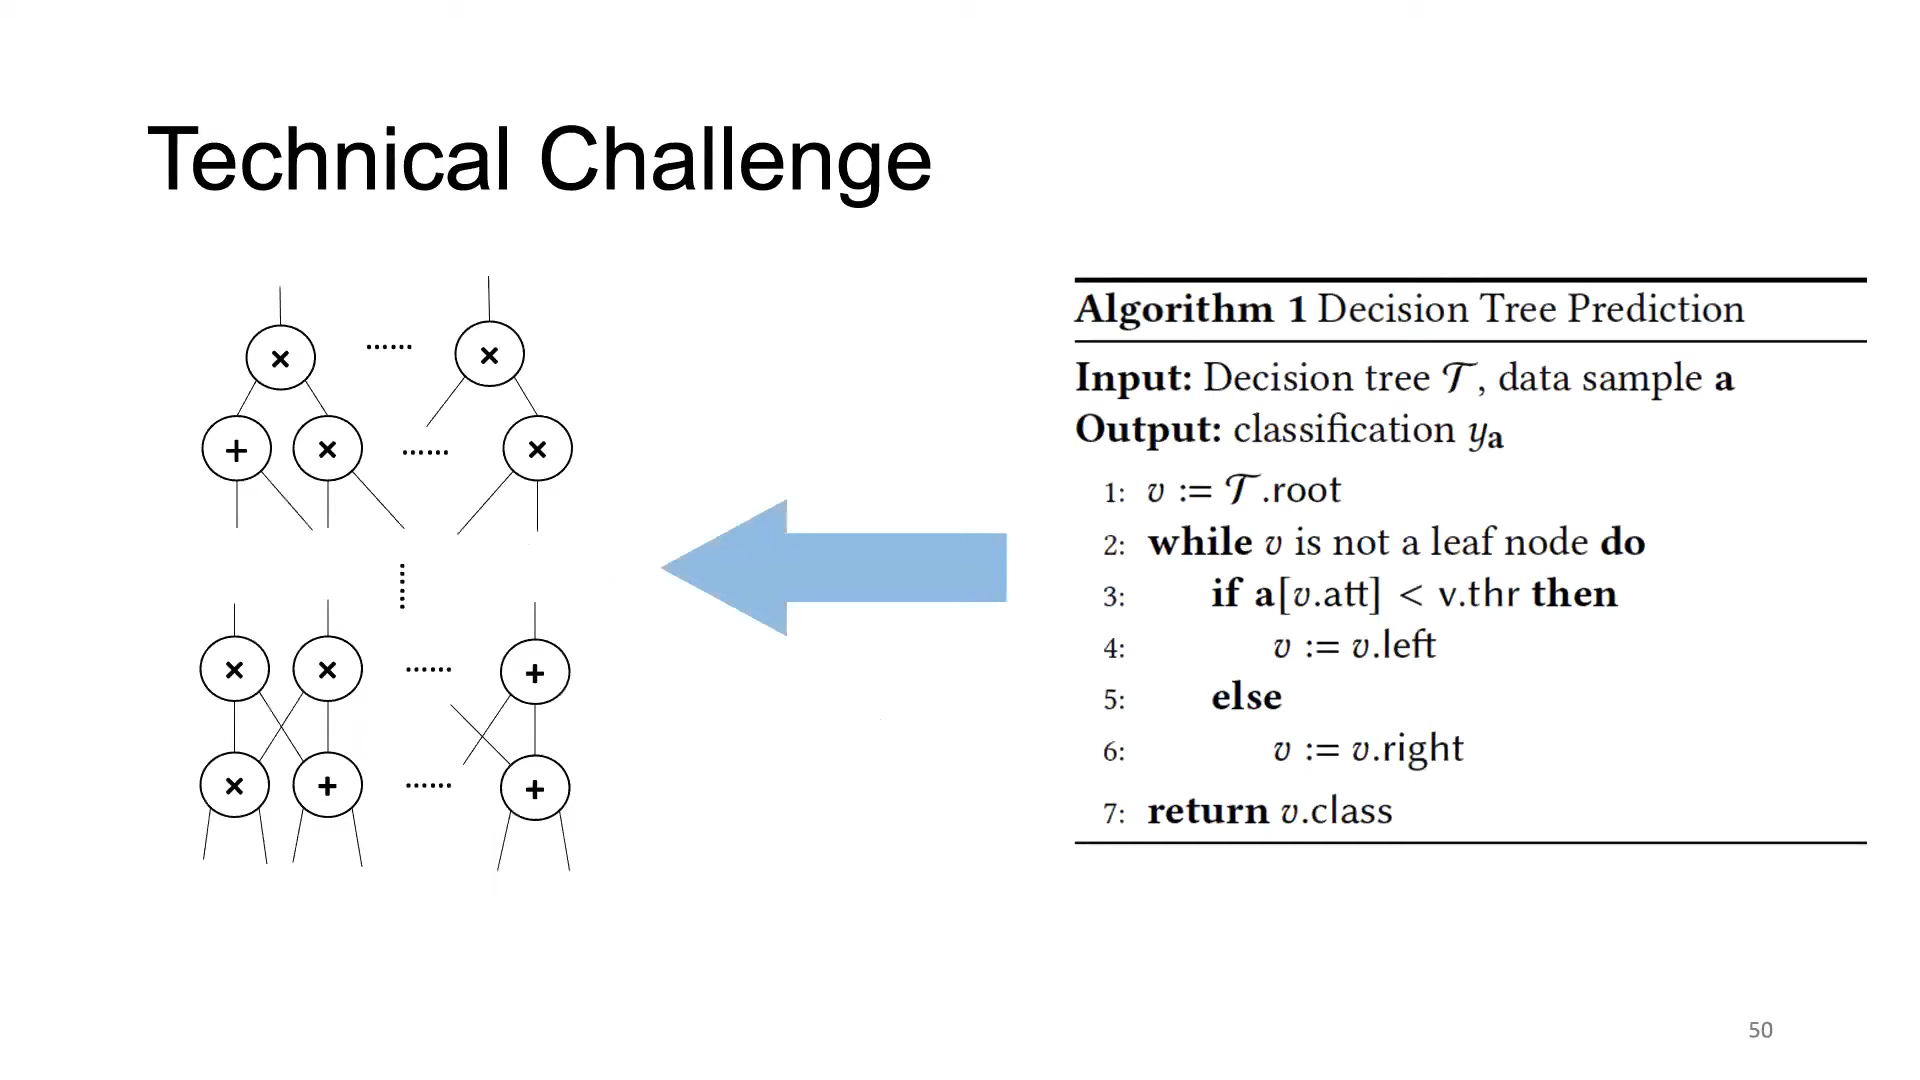 Technical Challenge
× ...... ×
+ × ...... ×
× × ...... +
× + ...... +
Algorithm 1 Decision Tree Prediction
Input: Decision tree 𝒯, data sample a
Output: classification yₐ
1: v := 𝒯.root
2: while v is not a leaf node do
3: if a[v.att] < v.thr then
4: v := v.left
5: else
6: v := v.right
7: return v.class
50